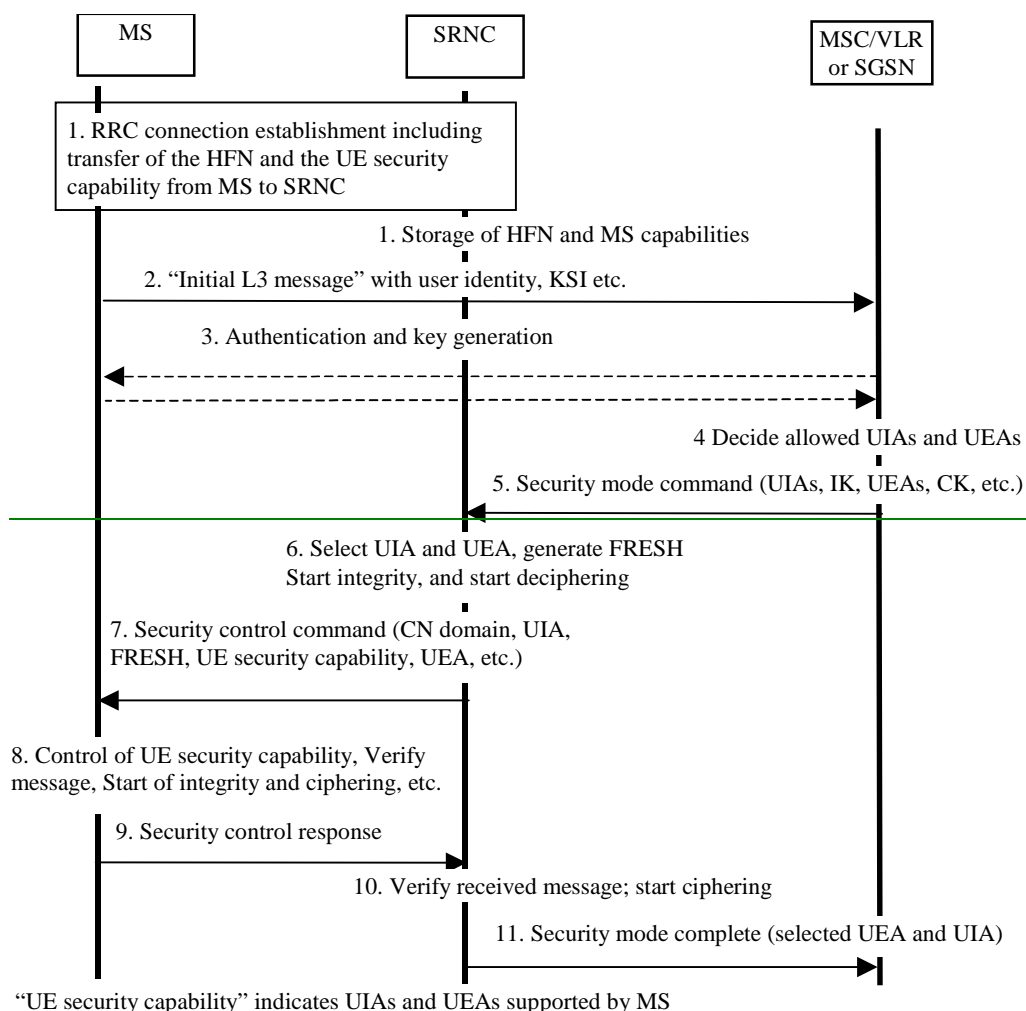 MS
SRNC
MSC/VLR
or SGSN
1. RRC connection establishment including
transfer of the HFN and the UE security
capability from MS to SRNC
1. Storage of HFN and MS capabilities
2. “Initial L3 message” with user identity, KSI etc.
3. Authentication and key generation
4 Decide allowed UIAs and UEAs
5. Security mode command (UIAs, IK, UEAs, CK, etc.)
6. Select UIA and UEA, generate FRESH
Start integrity, and start deciphering
7. Security control command (CN domain, UIA,
FRESH, UE security capability, UEA, etc.)
8. Control of UE security capability, Verify
message, Start of integrity and ciphering, etc.
9. Security control response
10. Verify received message; start ciphering
11. Security mode complete (selected UEA and UIA)
“UE security capability” indicates UIAs and UEAs supported by MS